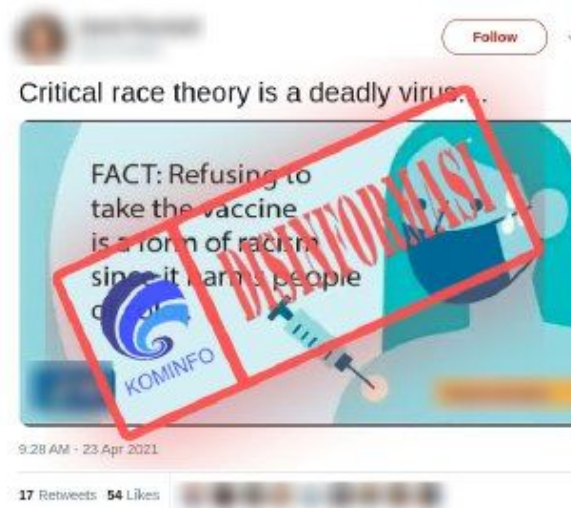 Follow
Critical race theory is a deadly virus....
FACT: Refusing to
take the vaccine
is a form of racism
since it harms people
DISINFORMASI
KOMINFO
9:28 AM - 23 Apr 2021
17 Retweets 54 Likes